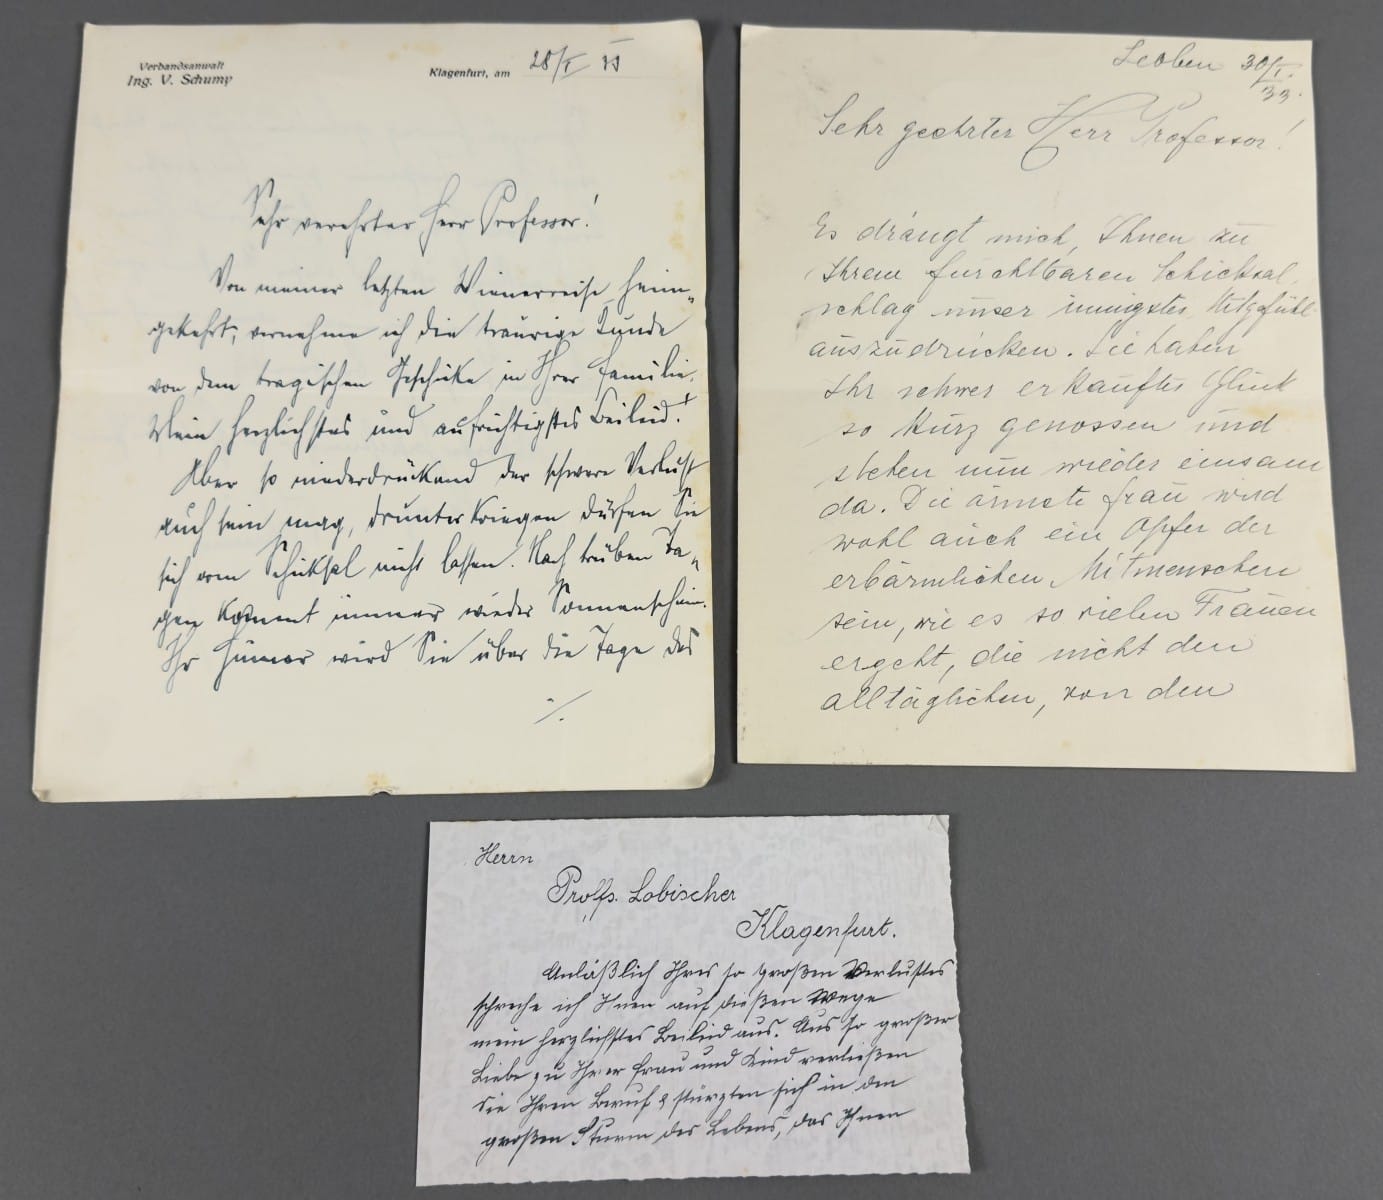 Verbandsanwalt
Ing. V. Schumy
Klagenfurt, am 28/I 33
Sehr verehrter Herr Professor!
Von meiner letzten Wienerreise heim„
gekehrt, vernehme ich die traurige Kunde
von dem tragischen Geschicke in Ihrer Familie.
Mein herzlichstes und aufrichtigstes Beileid!
Aber so niederdrückend der schwere Verlust
auch sein mag, drunter kriegen dürfen Sie
sich vom Schicksal nicht lassen. Nach trüben Ta„
gen kommt immer wieder Sonnenschein.
Ihr Humor wird Sie über die Tage des
./.
Leoben 30/I.
33.
Sehr geehrter Herr Professor!
Es drängt mich, Ihnen zu
Ihrem furchtbaren Schicksal
schlag unser innigstes Mitgefühl
auszudrücken. Sie haben
Ihr schwer erkauftes Glück
so kurz genossen und
stehen nun wieder einsam
da. Die ärmste Frau wird
wohl auch ein Opfer der
erbärmlichen Mitmenschen
sein, wie es so vielen Frauen
ergeht, die nicht den
alltäglichen, von den
Herrn
Proffs. Lobischer
Klagenfurt.
Anläßlich Ihres so großen Verlustes
spreche ich Ihnen auf diesen Wege
mein herzlichstes Beileid aus. Aus so großer
Liebe zu Ihrer Frau und Kind verließen
Sie Ihren Beruf & stürzten sich in den
großen Sturm des Lebens, das Ihnen